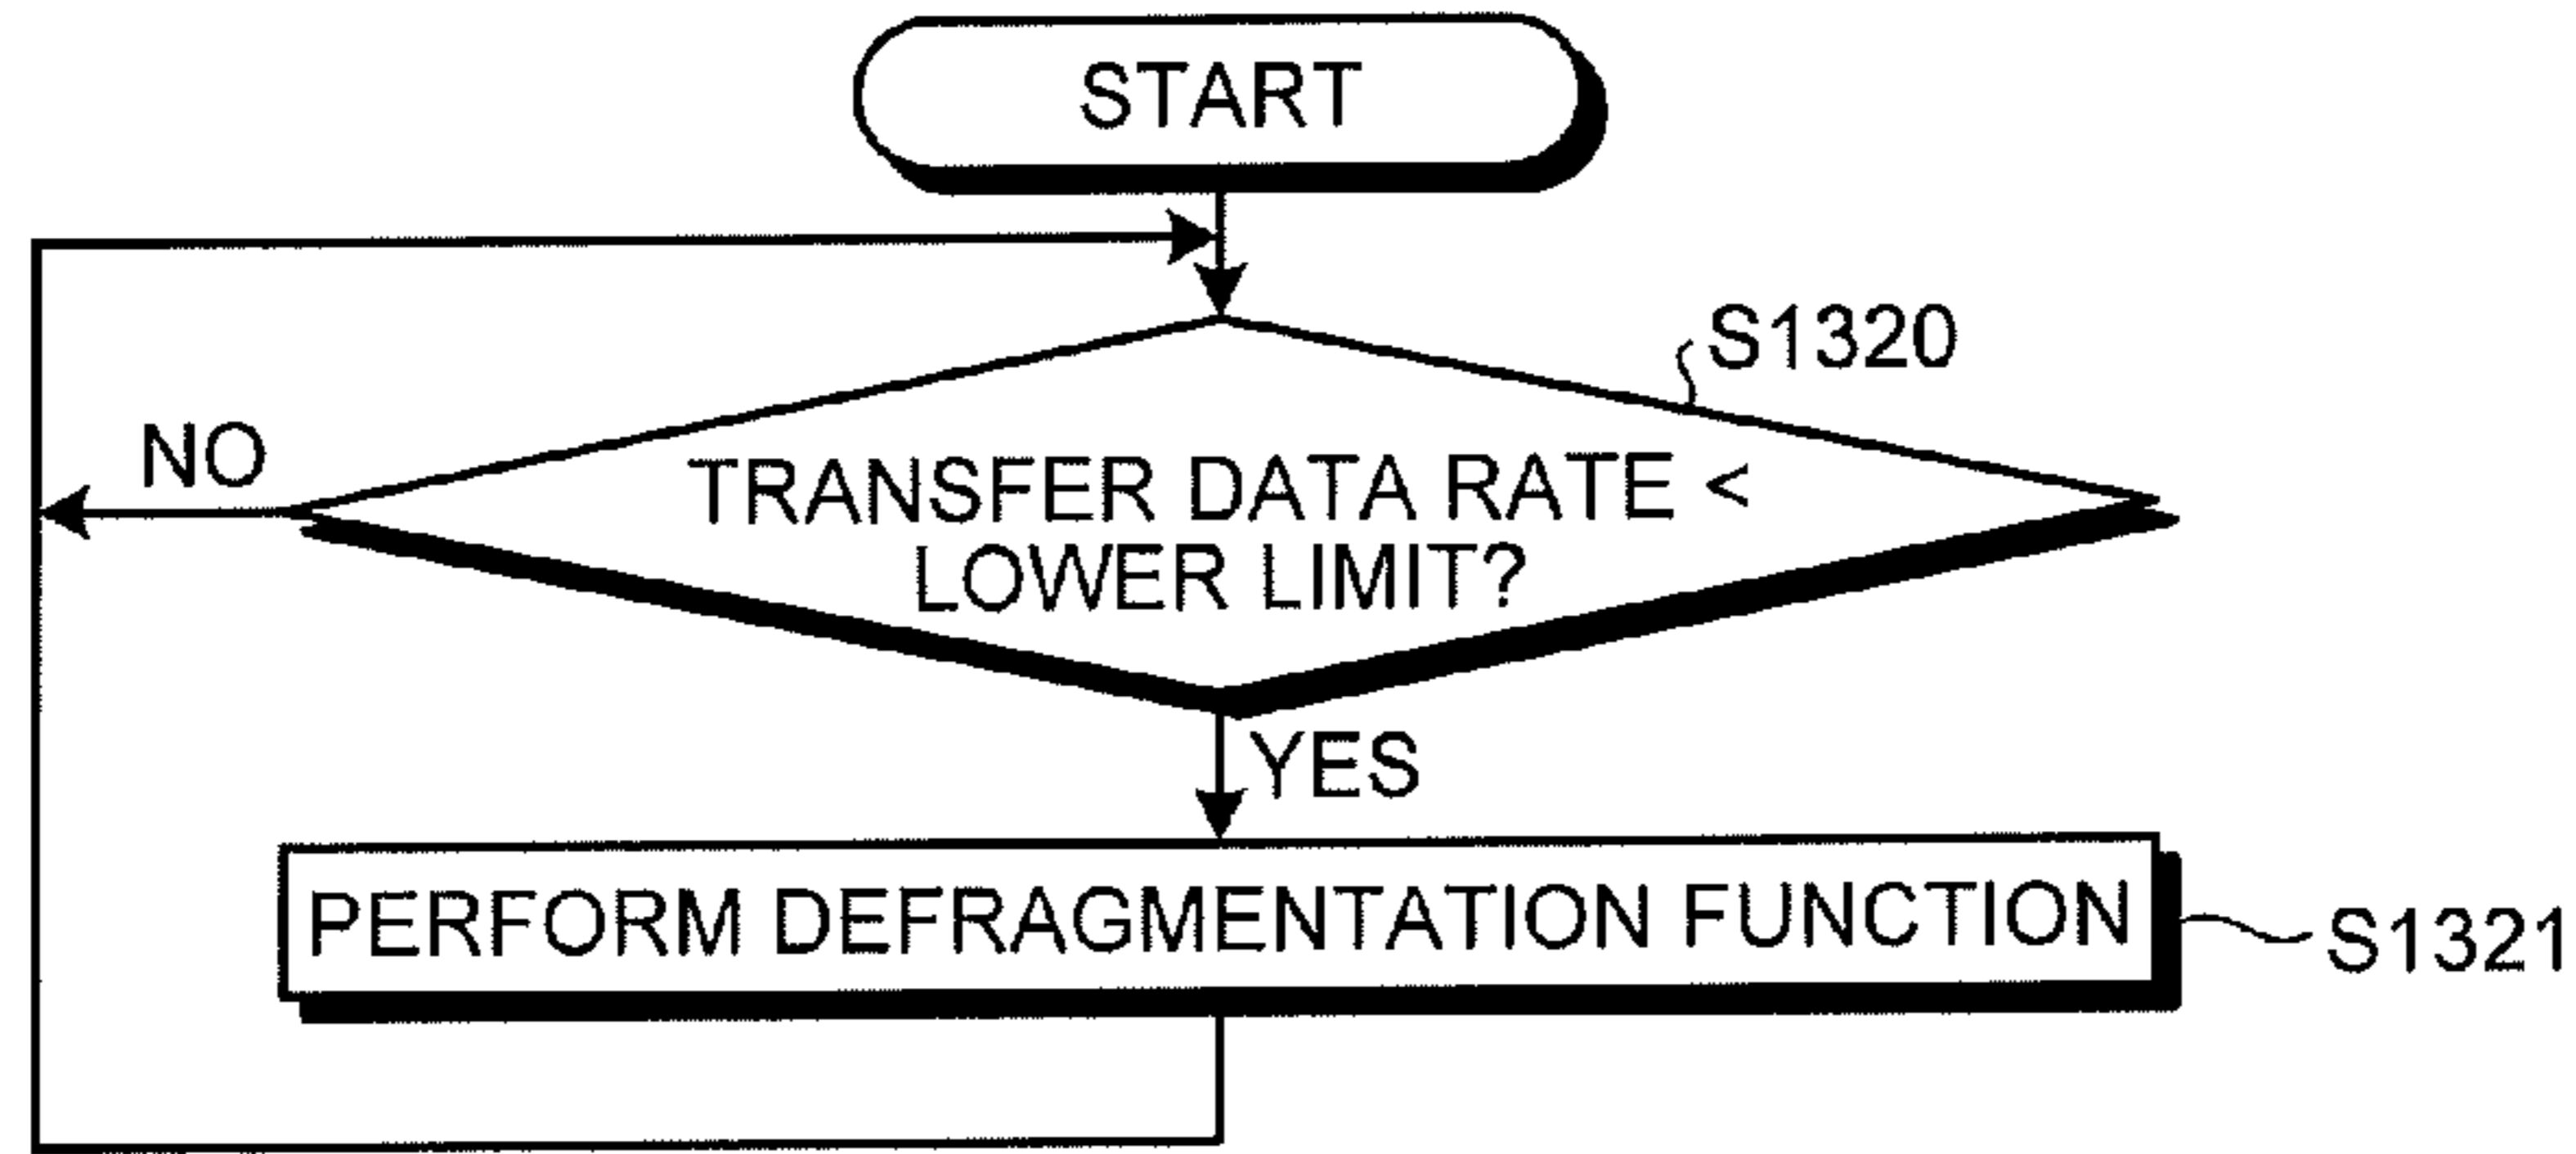 START
S1320
NO
TRANSFER DATA RATE <
LOWER LIMIT?
YES
PERFORM DEFRAGMENTATION FUNCTION
S1321